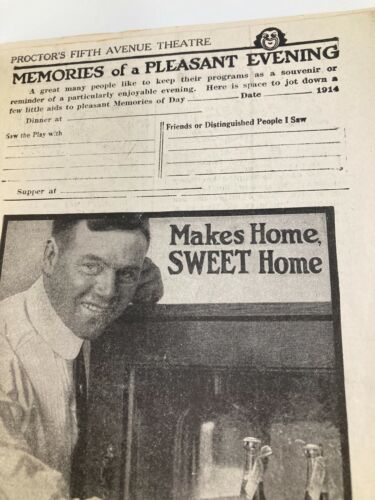 PROCTOR'S FIFTH AVENUE THEATRE
MEMORIES of a PLEASANT EVENING
A great many people like to keep their programs as a souvenir or
reminder of a particularly enjoyable evening. Here is space to jot down a
few little aids to pleasant Memories of Day Date 1914
Dinner at
Saw the Play with
Friends or Distinguished People I Saw
Supper at
Makes Home,
SWEET Home